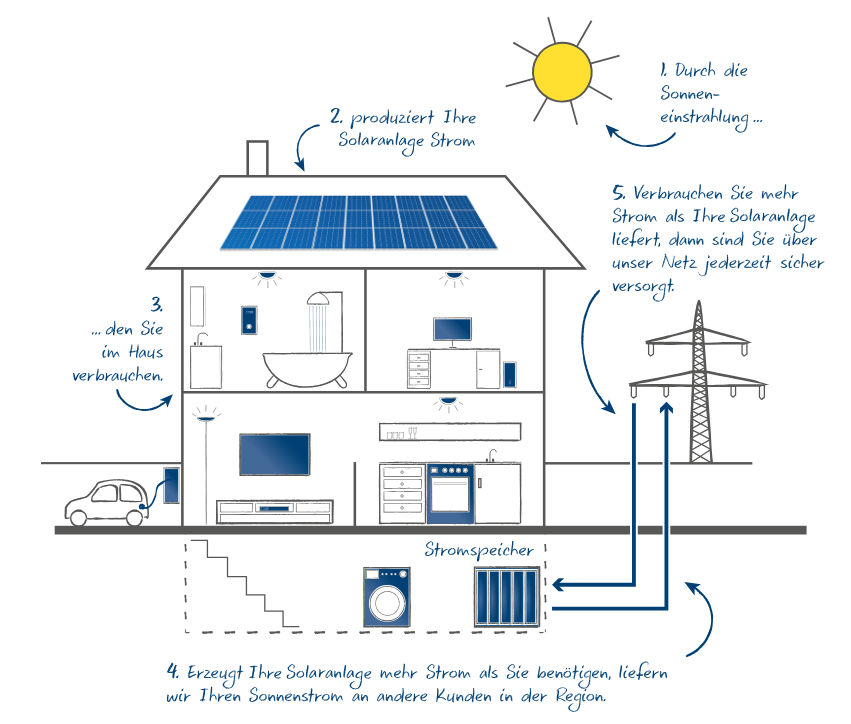 1. Durch die
Sonnen-
einstrahlung ...
2. produziert Ihre
Solaranlage Strom
5. Verbrauchen Sie mehr
Strom als Ihre Solaranlage
liefert, dann sind Sie über
unser Netz jederzeit sicher
versorgt.
3.
... den Sie
im Haus
verbrauchen.
Stromspeicher
4. Erzeugt Ihre Solaranlage mehr Strom als Sie benötigen, liefern
wir Ihren Sonnenstrom an andere Kunden in der Region.